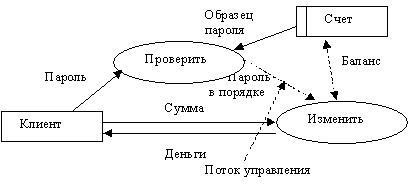 Образец
пароля
Счет
Проверить
Баланс
Пароль
Пароль
в порядке
Сумма
Клиент
Изменить
Деньги
Поток управления